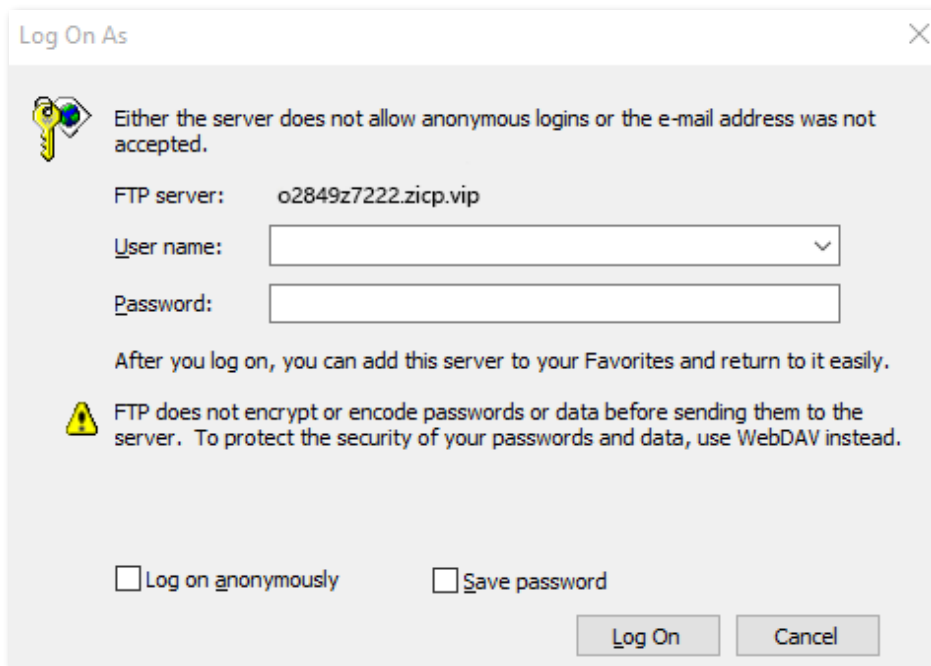 Log On As
Either the server does not allow anonymous logins or the e-mail address was not
accepted.
FTP server: o2849z7222.zicp.vip
User name:
Password:
After you log on, you can add this server to your Favorites and return to it easily.
FTP does not encrypt or encode passwords or data before sending them to the
server. To protect the security of your passwords and data, use WebDAV instead.
Log on anonymously Save password
Log On Cancel